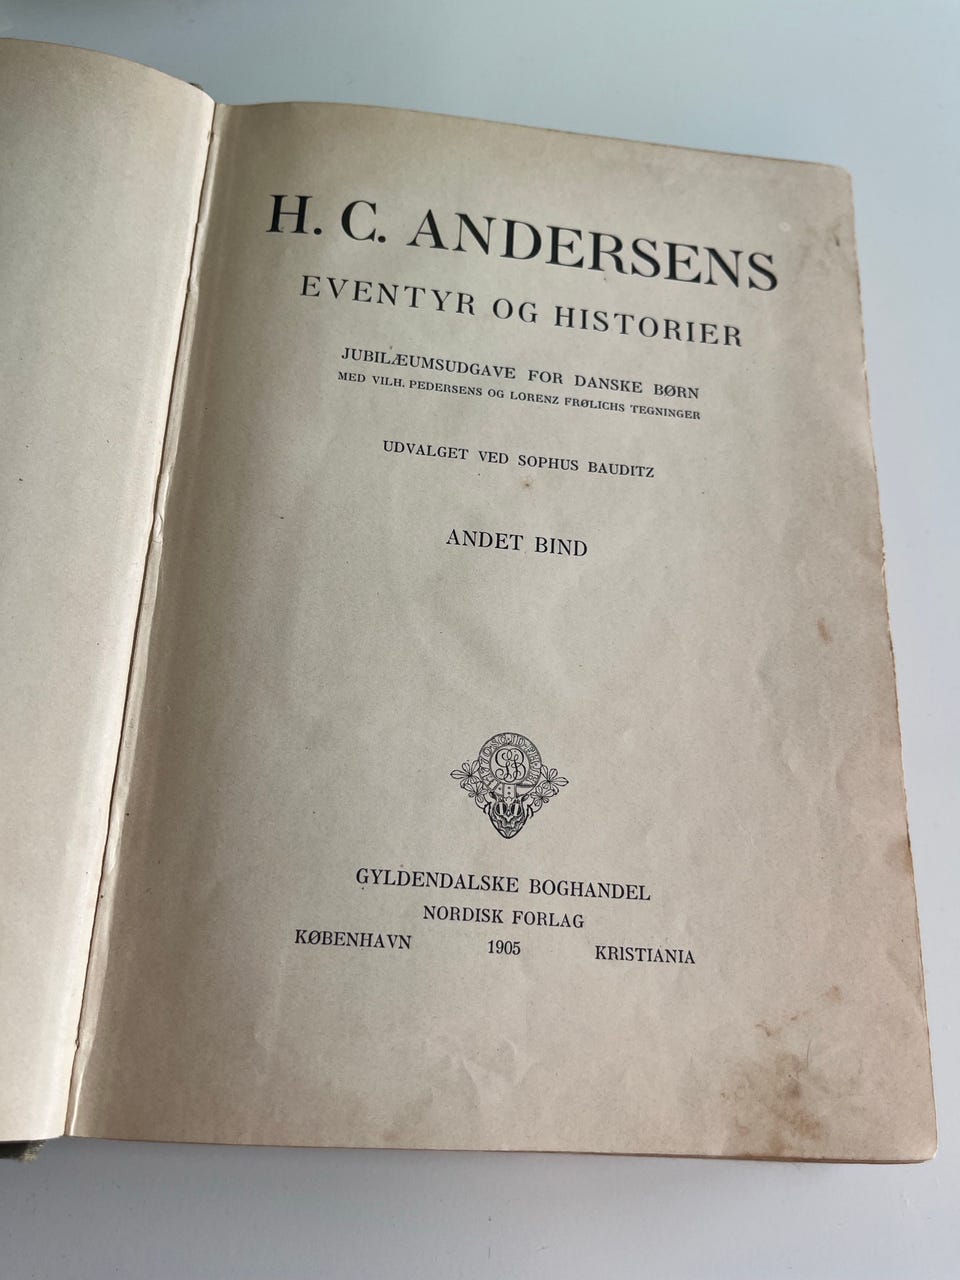 H. C. ANDERSENS
EVENTYR OG HISTORIER
JUBILÆUMSUDGAVE FOR DANSKE BØRN
MED VILH. PEDERSENS OG LORENZ FRØLICHS TEGNINGER
UDVALGET VED SOPHUS BAUDITZ
ANDET BIND
GYLDENDALSKE BOGHANDEL
NORDISK FORLAG
KØBENHAVN 1905 KRISTIANIA